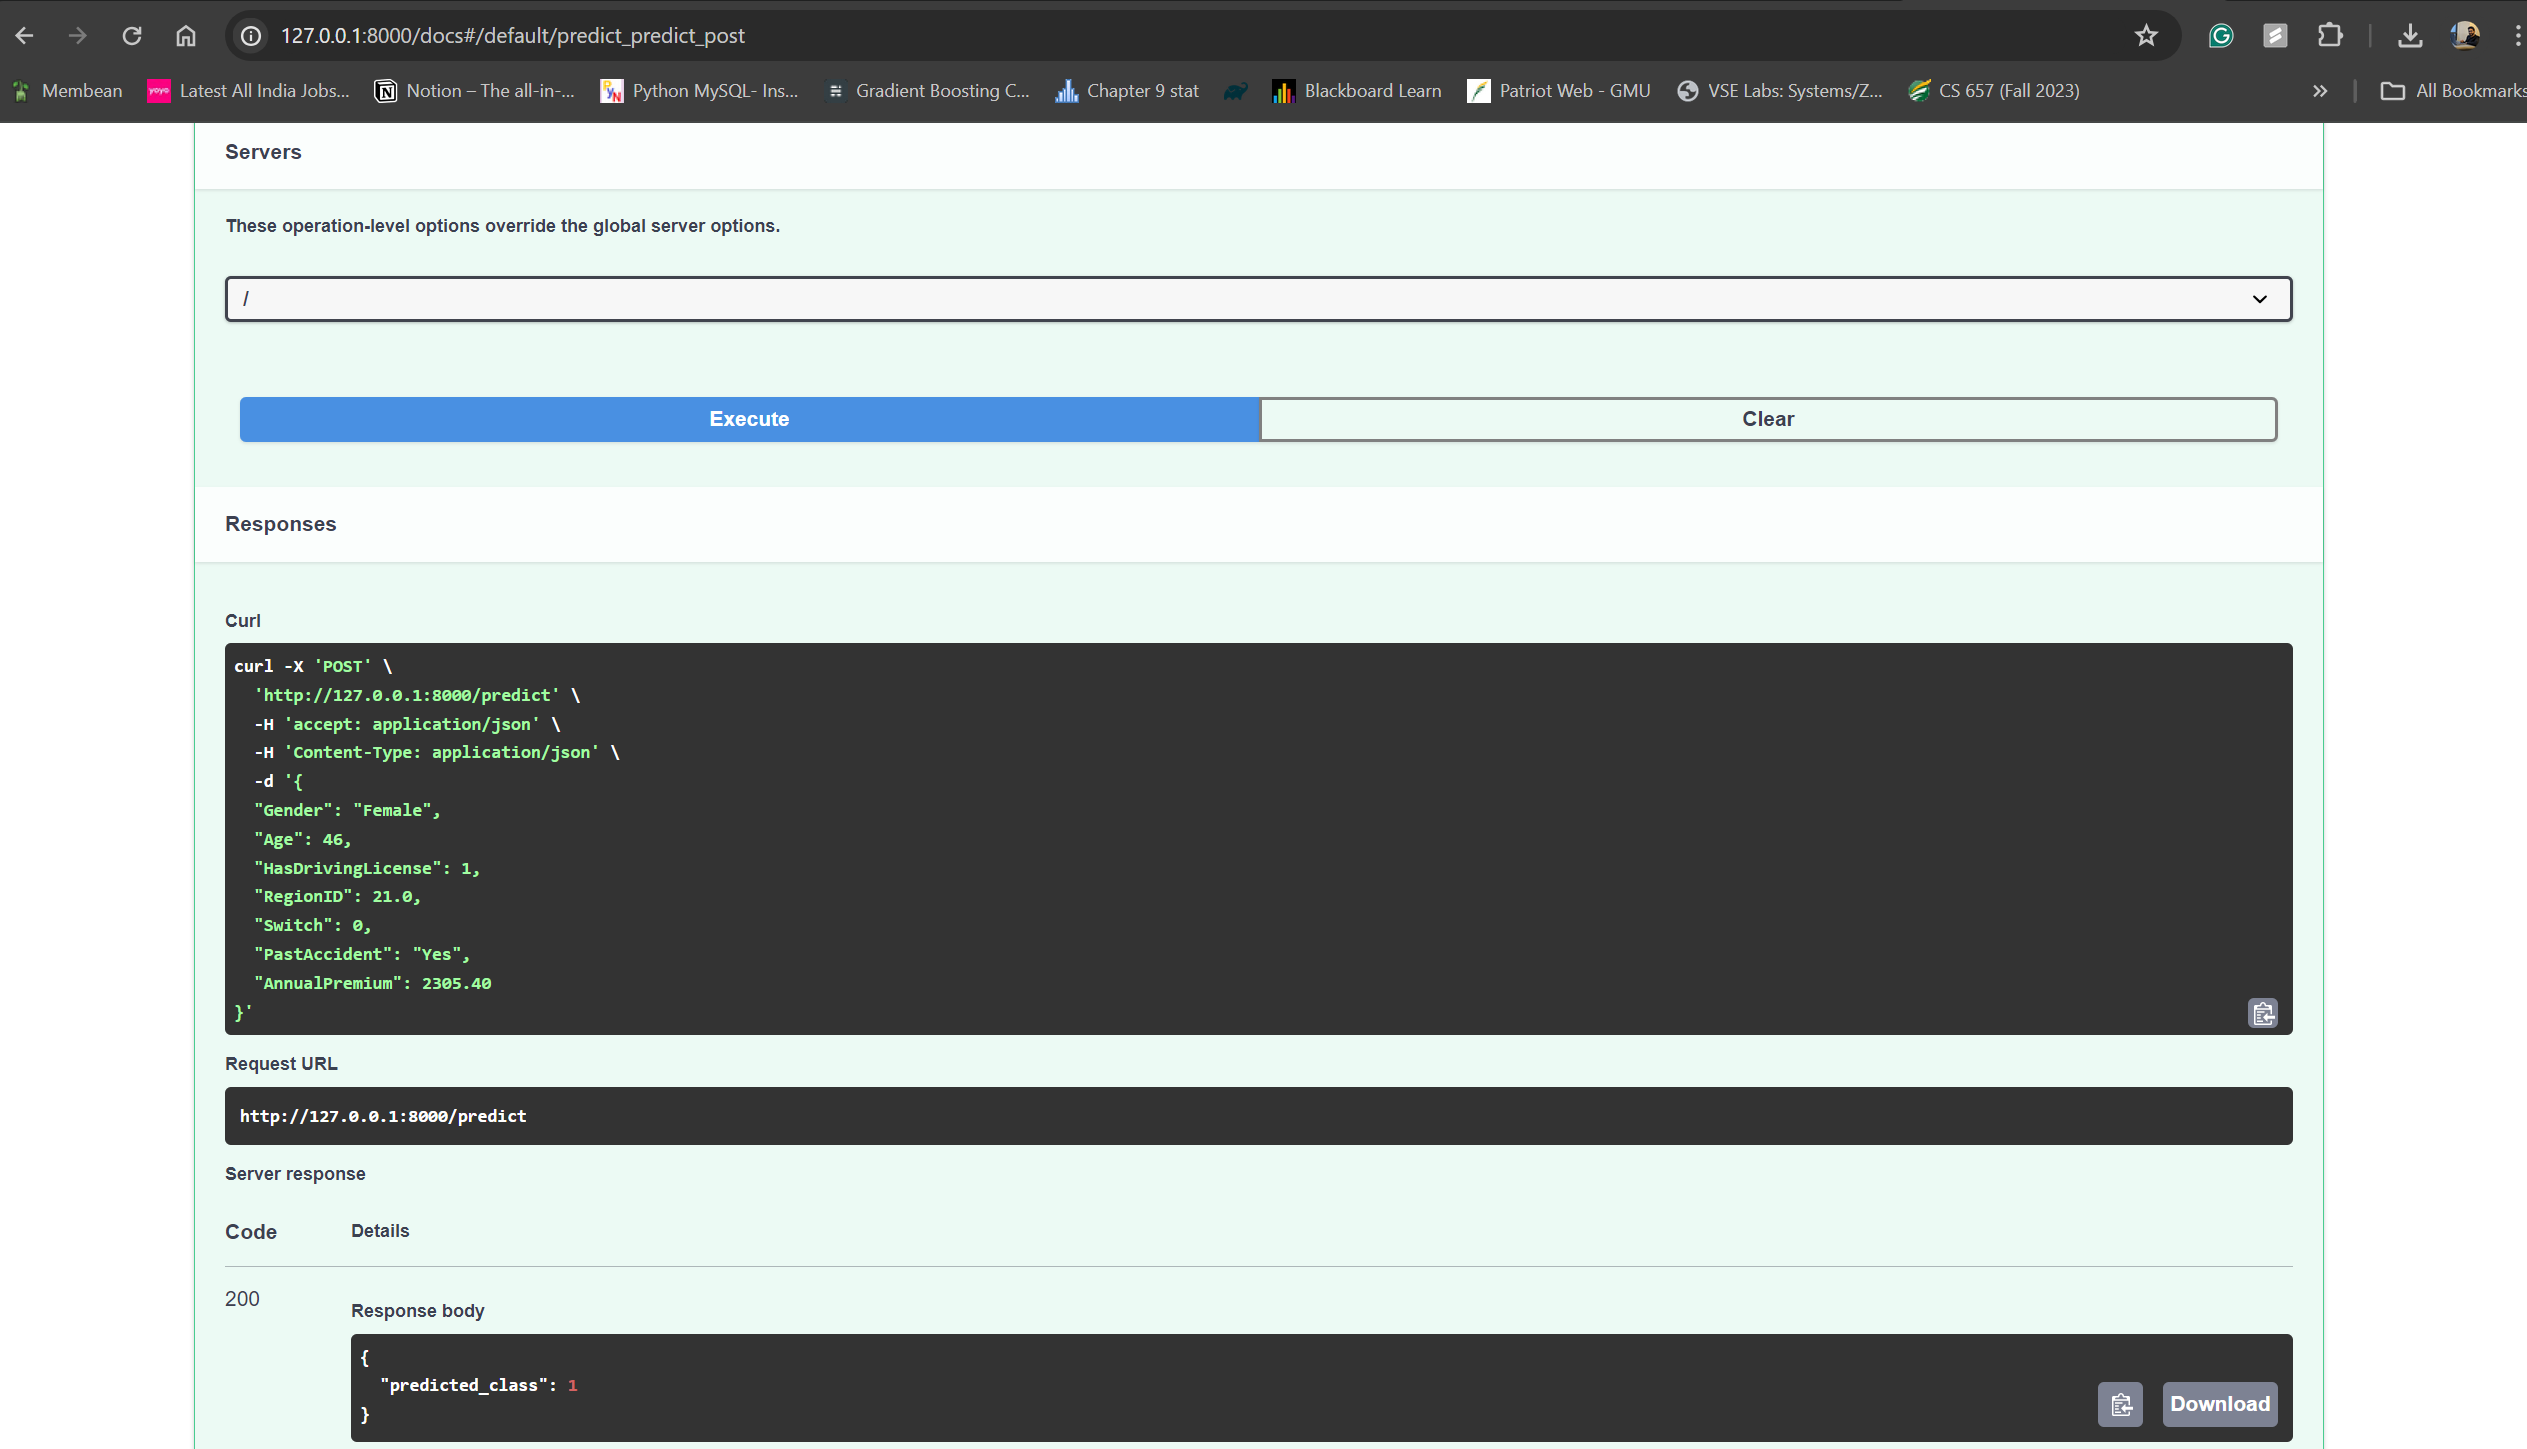 127.0.0.1:8000/docs#/default/predict_predict_post
Membean
yoyo
Latest All India Jobs...
Notion – The all-in-...
Python MySQL- Ins...
Gradient Boosting C...
Chapter 9 stat
Blackboard Learn
Patriot Web - GMU
VSE Labs: Systems/Z...
CS 657 (Fall 2023)
»
All Bookmarks
Servers
These operation-level options override the global server options.
/
Execute
Clear
Responses
Curl
curl -X 'POST' \
  'http://127.0.0.1:8000/predict' \
  -H 'accept: application/json' \
  -H 'Content-Type: application/json' \
  -d '{
  "Gender": "Female",
  "Age": 46,
  "HasDrivingLicense": 1,
  "RegionID": 21.0,
  "Switch": 0,
  "PastAccident": "Yes",
  "AnnualPremium": 2305.40
}'
Request URL
http://127.0.0.1:8000/predict
Server response
Code
Details
200
Response body
{
  "predicted_class": 1
}
Download